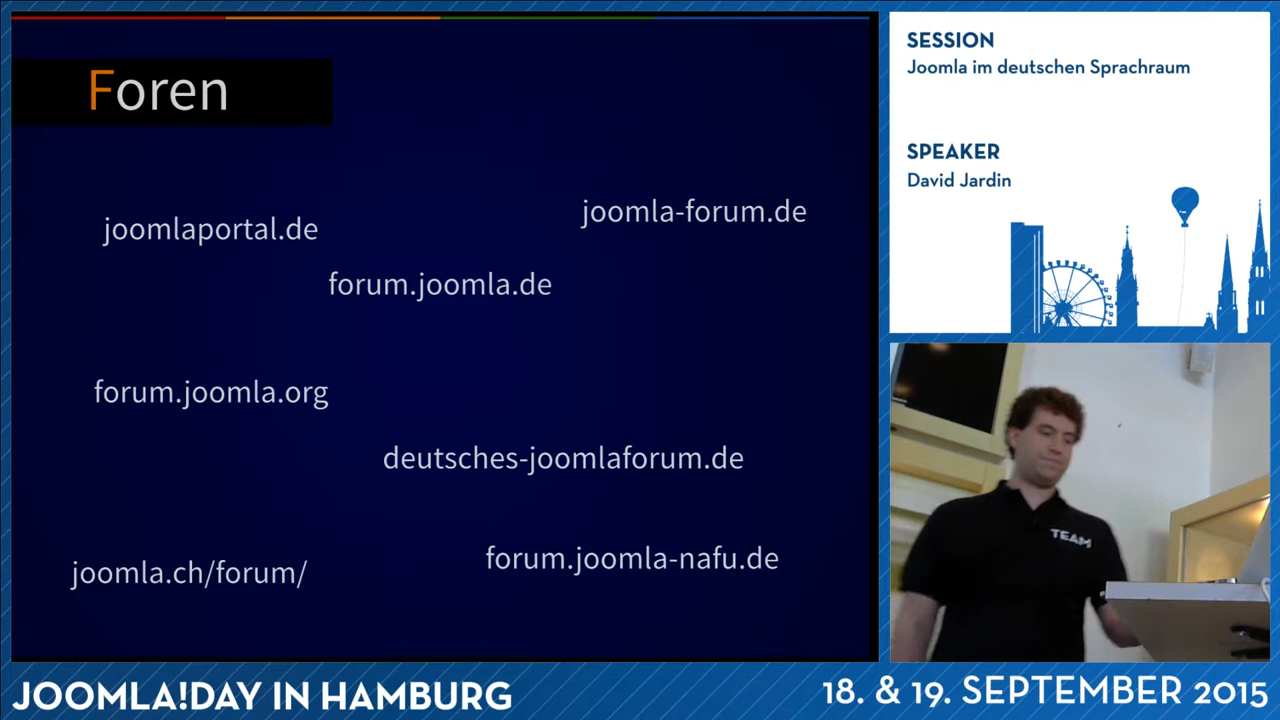 Foren
joomlaportal.de
joomla-forum.de
forum.joomla.de
forum.joomla.org
deutsches-joomlaforum.de
joomla.ch/forum/
forum.joomla-nafu.de
SESSION
Joomla im deutschen Sprachraum
SPEAKER
David Jardin
TEAM
JOOMLA!DAY IN HAMBURG
18. & 19. SEPTEMBER 2015